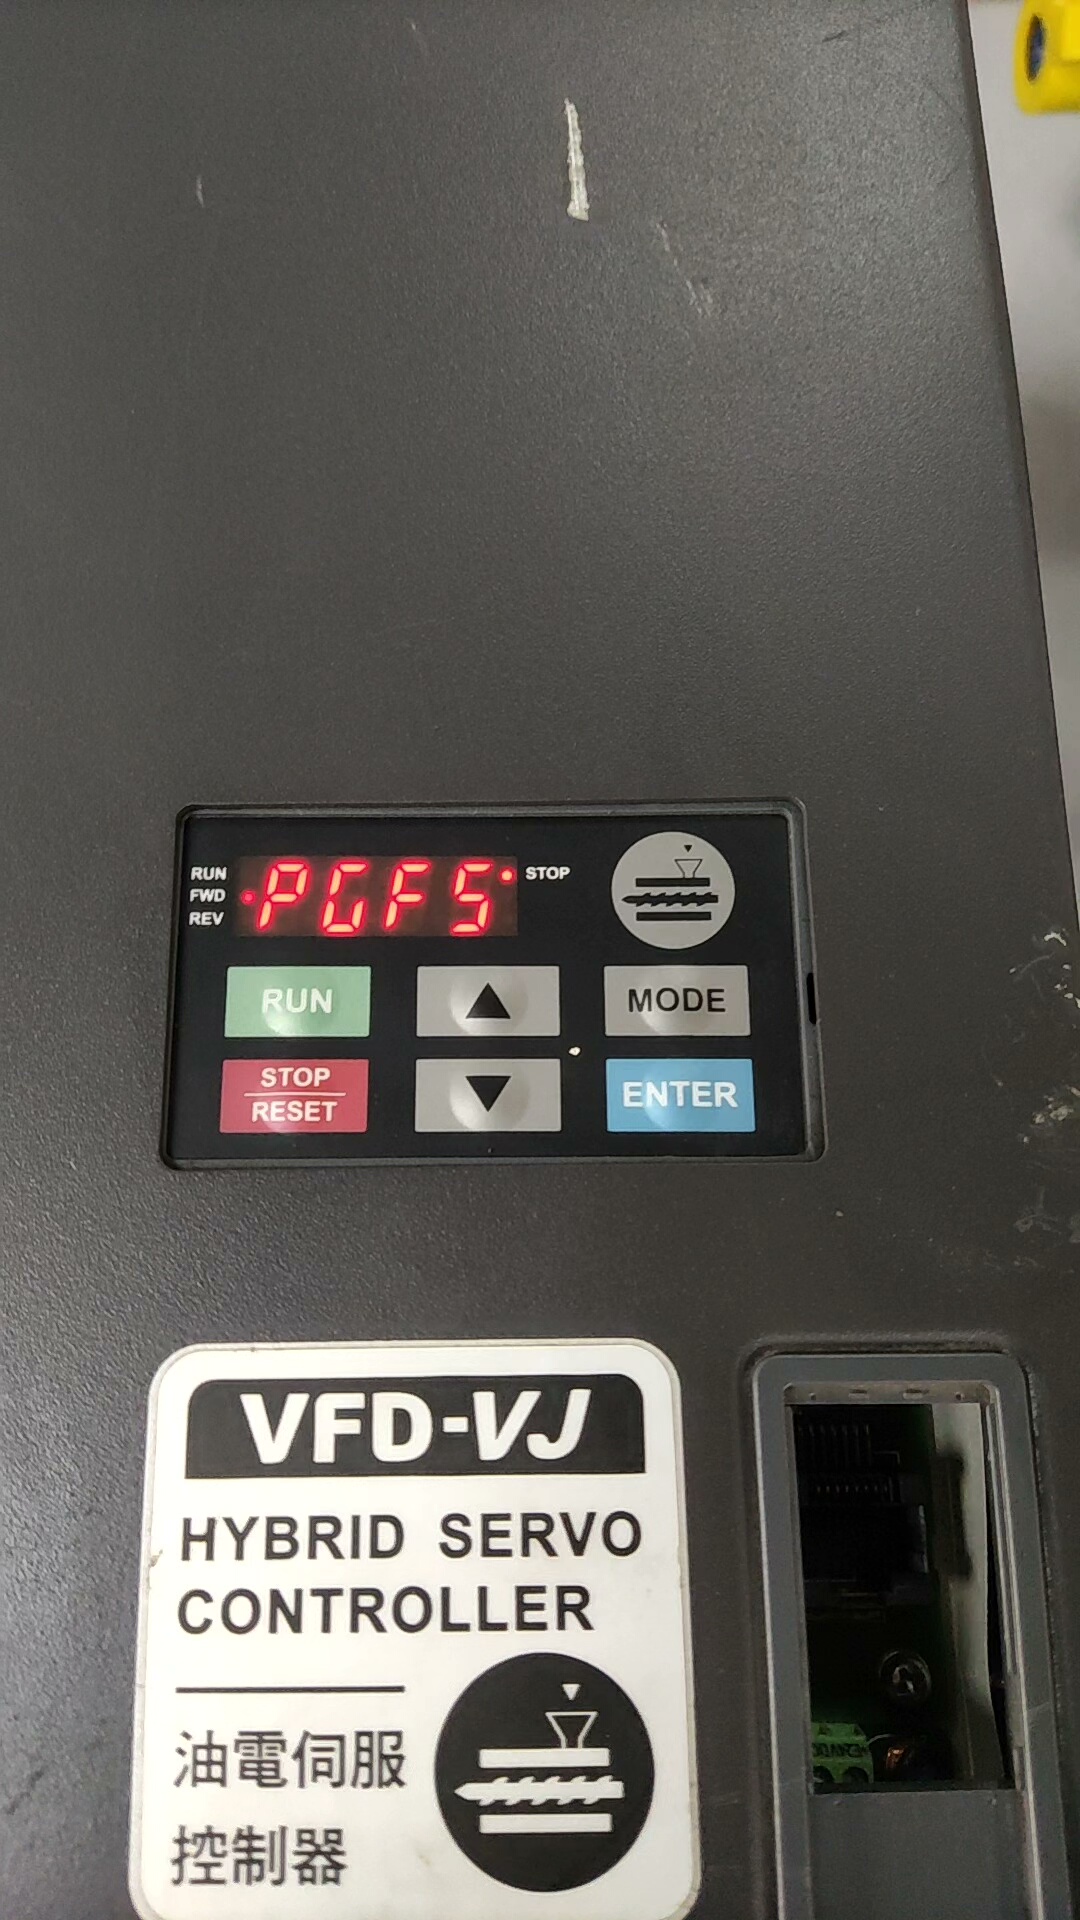 RUN
FWD
REV
PGF5
STOP
RUN
▲
MODE
STOP
RESET
▼
ENTER
VFD-VJ
HYBRID SERVO
CONTROLLER
油電伺服
控制器